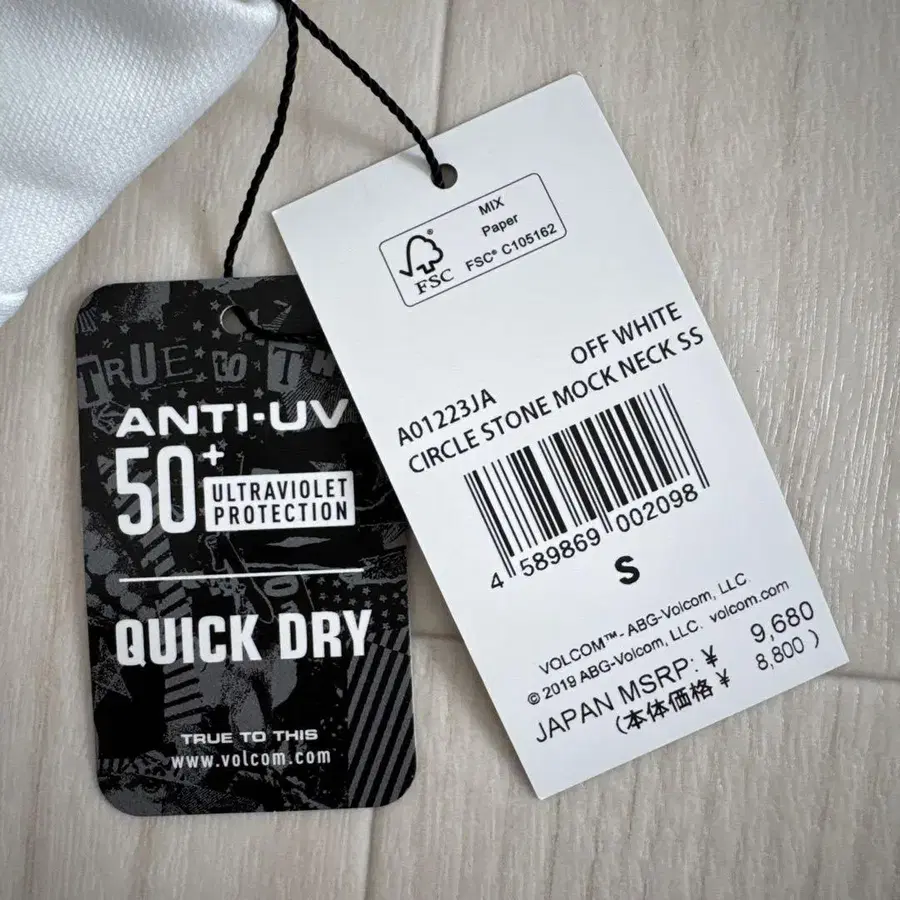 TRUE to TH
ANTI-UV
50+
ULTRAVIOLET
PROTECTION
QUICK DRY
TRUE TO THIS
www.volcom.com
MIX
Paper
FSC® C105162
FSC
OFF WHITE
A01223JA
CIRCLE STONE MOCK NECK SS
4 589869 002098
S
VOLCOM™- ABG-Volcom, LLC.
© 2019 ABG-Volcom, LLC. volcom.com
JAPAN MSRP: ¥ 9,680
(本体価格 ¥ 8,800 )